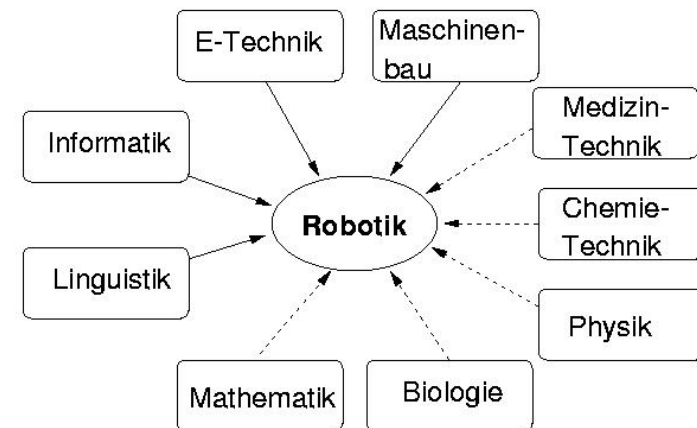 E-Technik
Maschinen-
bau
Medizin-
Technik
Informatik
Chemie-
Technik
Robotik
Linguistik
Physik
Mathematik
Biologie